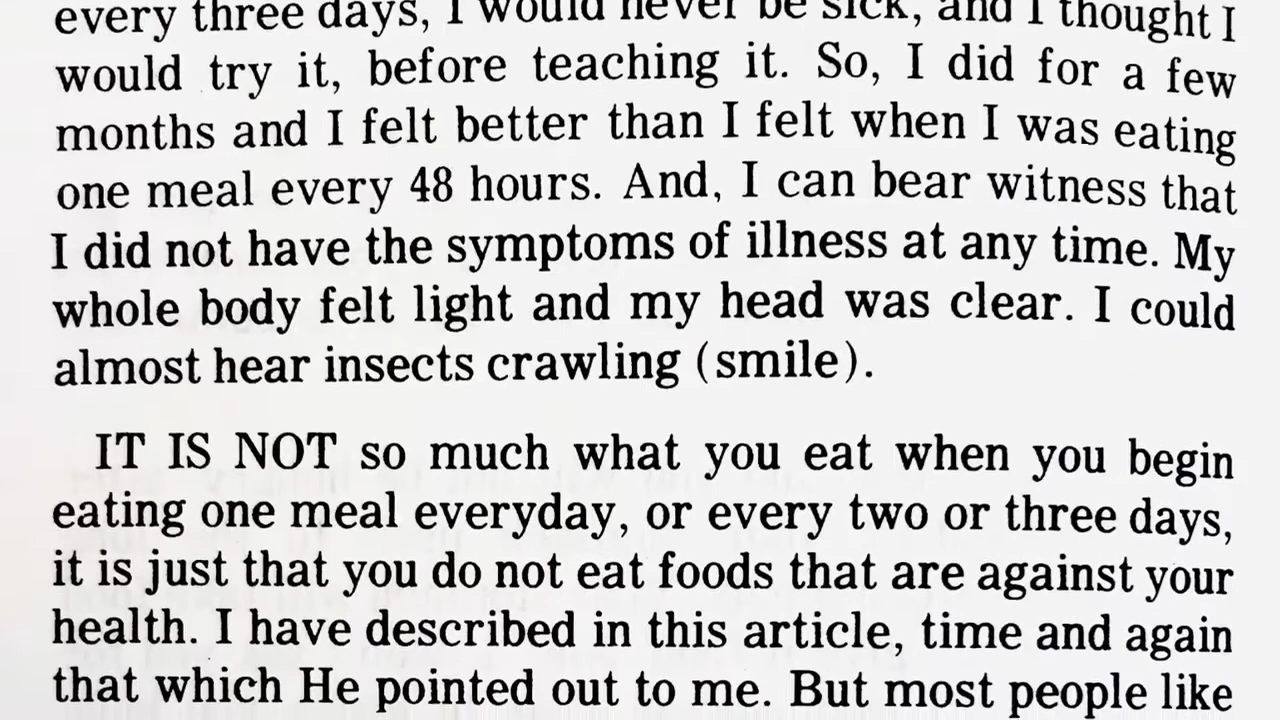 every three days, I would never be sick, and I thought I
would try it, before teaching it. So, I did for a few
months and I felt better than I felt when I was eating
one meal every 48 hours. And, I can bear witness that
I did not have the symptoms of illness at any time. My
whole body felt light and my head was clear. I could
almost hear insects crawling (smile).
IT IS NOT so much what you eat when you begin
eating one meal everyday, or every two or three days,
it is just that you do not eat foods that are against your
health. I have described in this article, time and again
that which He pointed out to me. But most people like